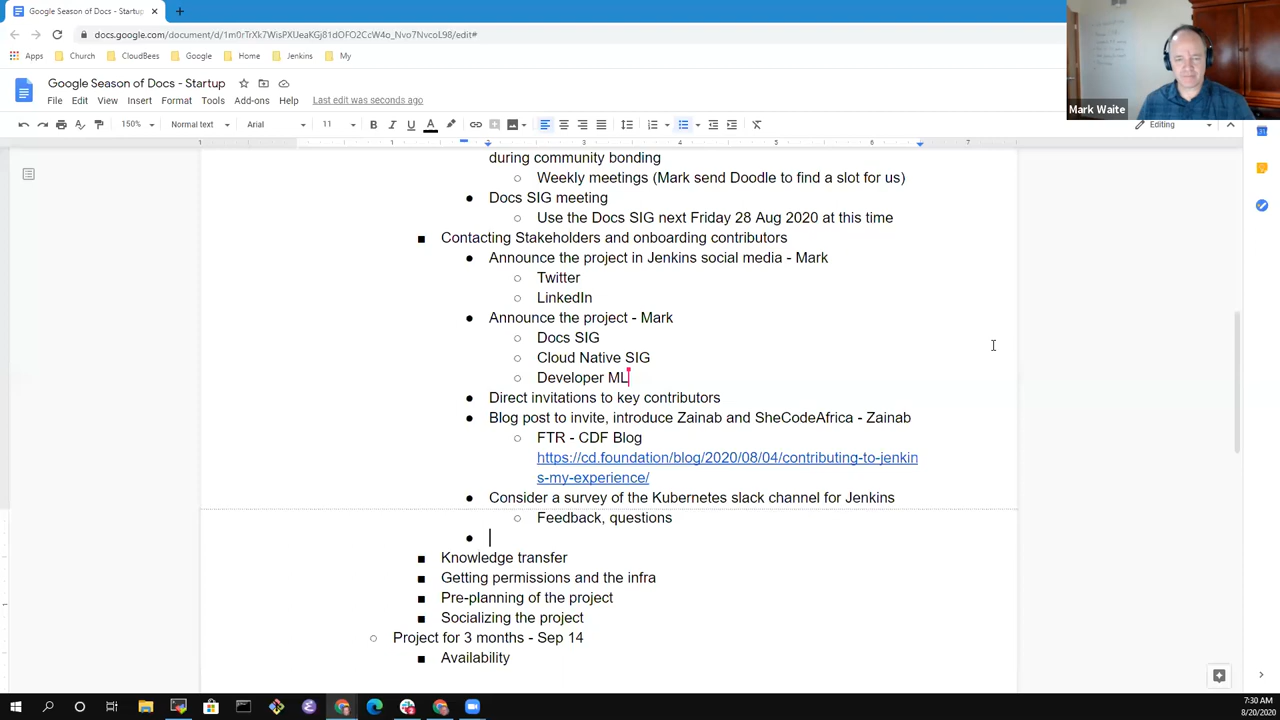 Google Season of Docs - Startup
docs.google.com/document/d/1m0rTrXk7WisPXUeaKGj81dOFO2CcW4o_Nvo7NvcoL98/edit#
Apps Church CloudBees Google Home Jenkins My
Google Season of Docs - Startup
File Edit View Insert Format Tools Add-ons Help Last edit was seconds ago
Mark Waite
150% Normal text Arial 11 B I U A Editing
1 1 2 3 4 5 6 7
during community bonding
○ Weekly meetings (Mark send Doodle to find a slot for us)
● Docs SIG meeting
○ Use the Docs SIG next Friday 28 Aug 2020 at this time
■ Contacting Stakeholders and onboarding contributors
● Announce the project in Jenkins social media - Mark
○ Twitter
○ LinkedIn
● Announce the project - Mark
○ Docs SIG
○ Cloud Native SIG
○ Developer ML
● Direct invitations to key contributors
● Blog post to invite, introduce Zainab and SheCodeAfrica - Zainab
○ FTR - CDF Blog
https://cd.foundation/blog/2020/08/04/contributing-to-jenkin
s-my-experience/
● Consider a survey of the Kubernetes slack channel for Jenkins
○ Feedback, questions
●
■ Knowledge transfer
■ Getting permissions and the infra
■ Pre-planning of the project
■ Socializing the project
○ Project for 3 months - Sep 14
■ Availability
7:30 AM
8/20/2020